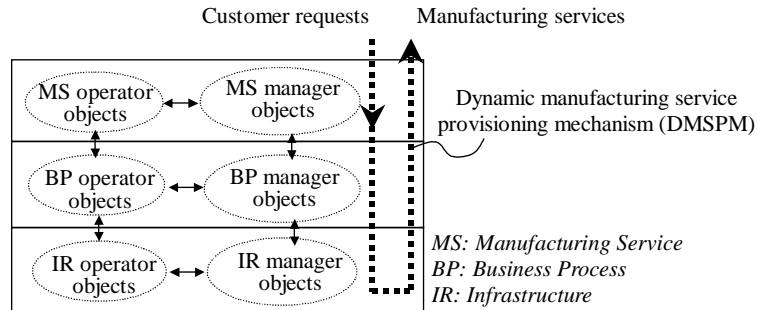 Customer requests
Manufacturing services
MS operator
objects
MS manager
objects
Dynamic manufacturing service
provisioning mechanism (DMSPM)
BP operator
objects
BP manager
objects
IR operator
objects
IR manager
objects
MS: Manufacturing Service
BP: Business Process
IR: Infrastructure